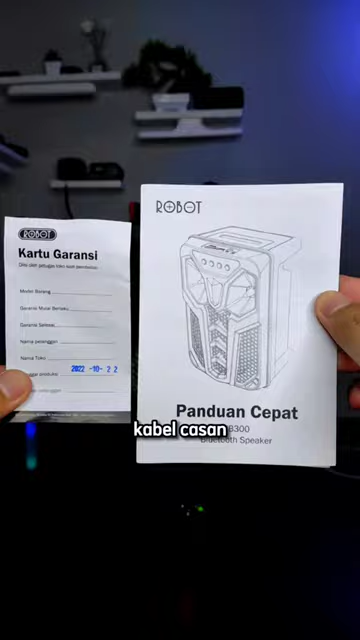 ROBOT
Kartu Garansi
Model Barang
Garansi Mulai Berlaku
Garansi Selesai
Nama pelanggan
Nama Toko
2022 -10- 22
ROBOT
Panduan Cepat
300
Bluetooth Speaker
kabel casan